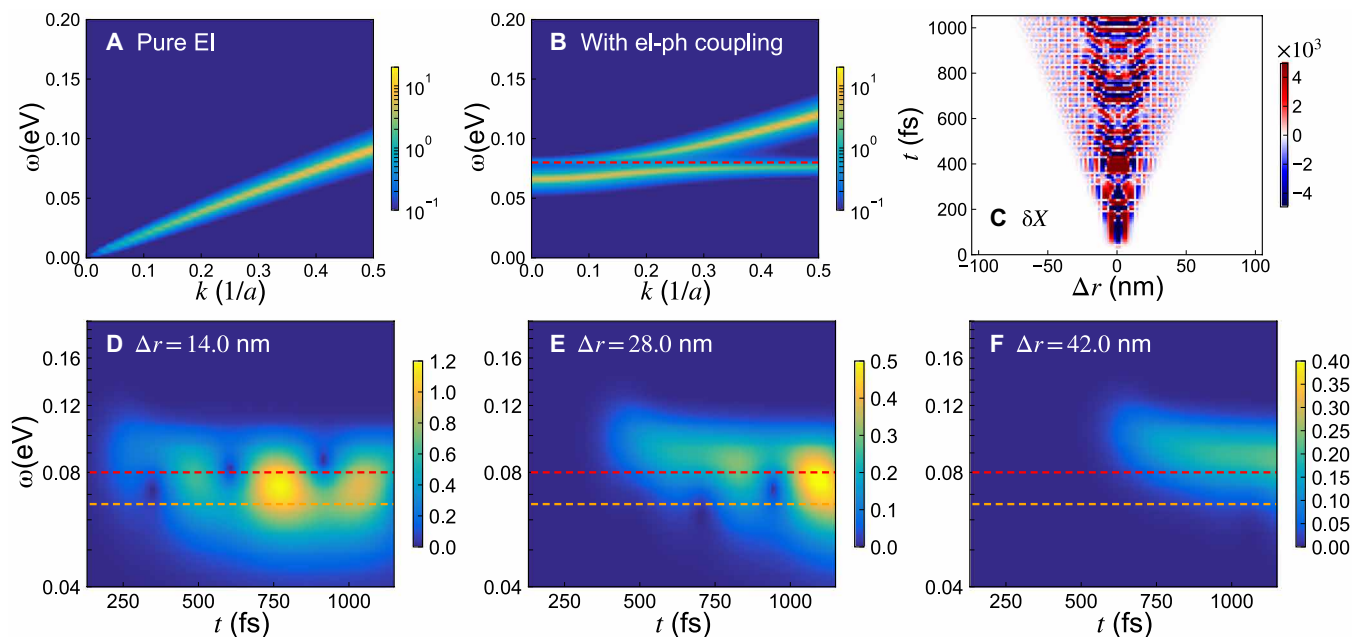 A Pure EI
ω(eV)
0.20
0.15
0.10
0.05
0.00
0.0 0.1 0.2 0.3 0.4 0.5
k (1/a)
10¹
10⁰
10⁻¹
B With el-ph coupling
ω(eV)
0.20
0.15
0.10
0.05
0.00
0.0 0.1 0.2 0.3 0.4 0.5
k (1/a)
10¹
10⁰
10⁻¹
C δX
t (fs)
1000
800
600
400
200
0
−100 −50 0 50 100
Δr (nm)
×10³
4
2
0
−2
−4
D Δr = 14.0 nm
ω(eV)
0.16
0.12
0.08
0.04
250 500 750 1000
t (fs)
1.2
1.0
0.8
0.6
0.4
0.2
0.0
E Δr = 28.0 nm
0.16
0.12
0.08
0.04
250 500 750 1000
t (fs)
0.5
0.4
0.3
0.2
0.1
0.0
F Δr = 42.0 nm
0.16
0.12
0.08
0.04
250 500 750 1000
t (fs)
0.40
0.35
0.30
0.25
0.20
0.15
0.10
0.05
0.00